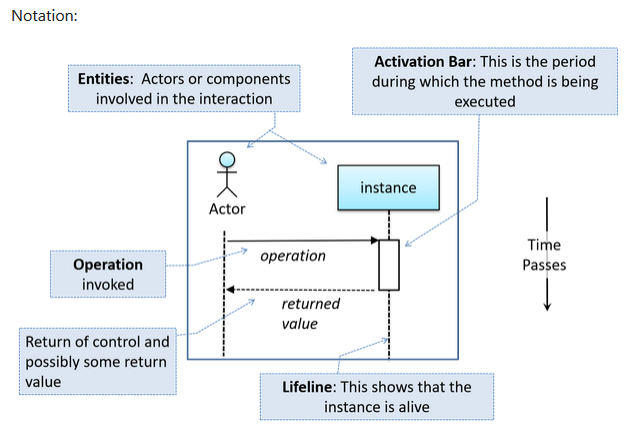 Notation:
Entities: Actors or components
involved in the interaction
Activation Bar: This is the period
during which the method is being
executed
Actor
instance
operation
Operation
invoked
returned
value
Time
Passes
Return of control and
possibly some return
value
Lifeline: This shows that the
instance is alive